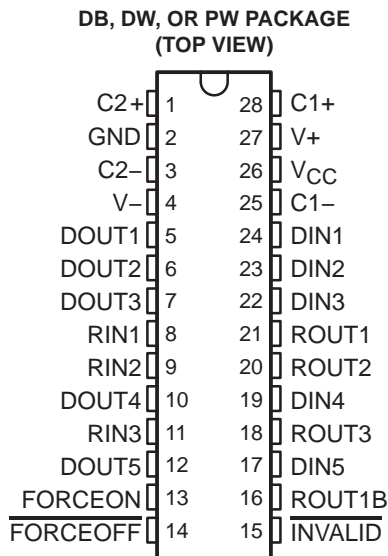 DB, DW, OR PW PACKAGE
(TOP VIEW)
C2+ 1 28 C1+
GND 2 27 V+
C2− 3 26 VCC
V− 4 25 C1−
DOUT1 5 24 DIN1
DOUT2 6 23 DIN2
DOUT3 7 22 DIN3
RIN1 8 21 ROUT1
RIN2 9 20 ROUT2
DOUT4 10 19 DIN4
RIN3 11 18 ROUT3
DOUT5 12 17 DIN5
FORCEON 13 16 ROUT1B
FORCEOFF 14 15 INVALID